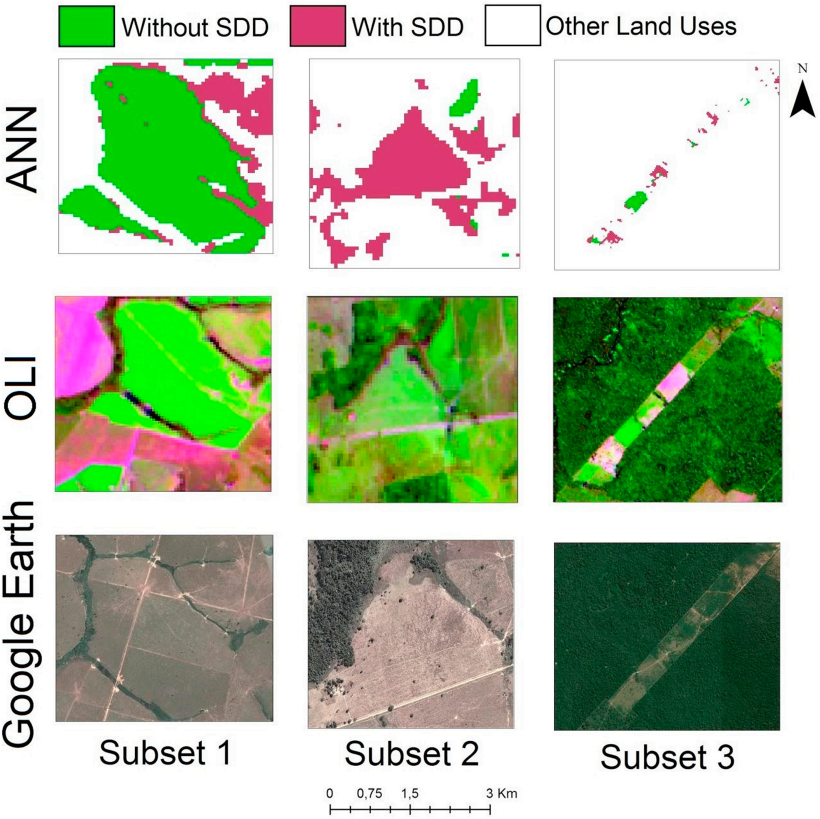 Without SDD With SDD Other Land Uses
N
ANN
OLI
Google Earth
Subset 1 Subset 2 Subset 3
0 0,75 1,5 3 Km